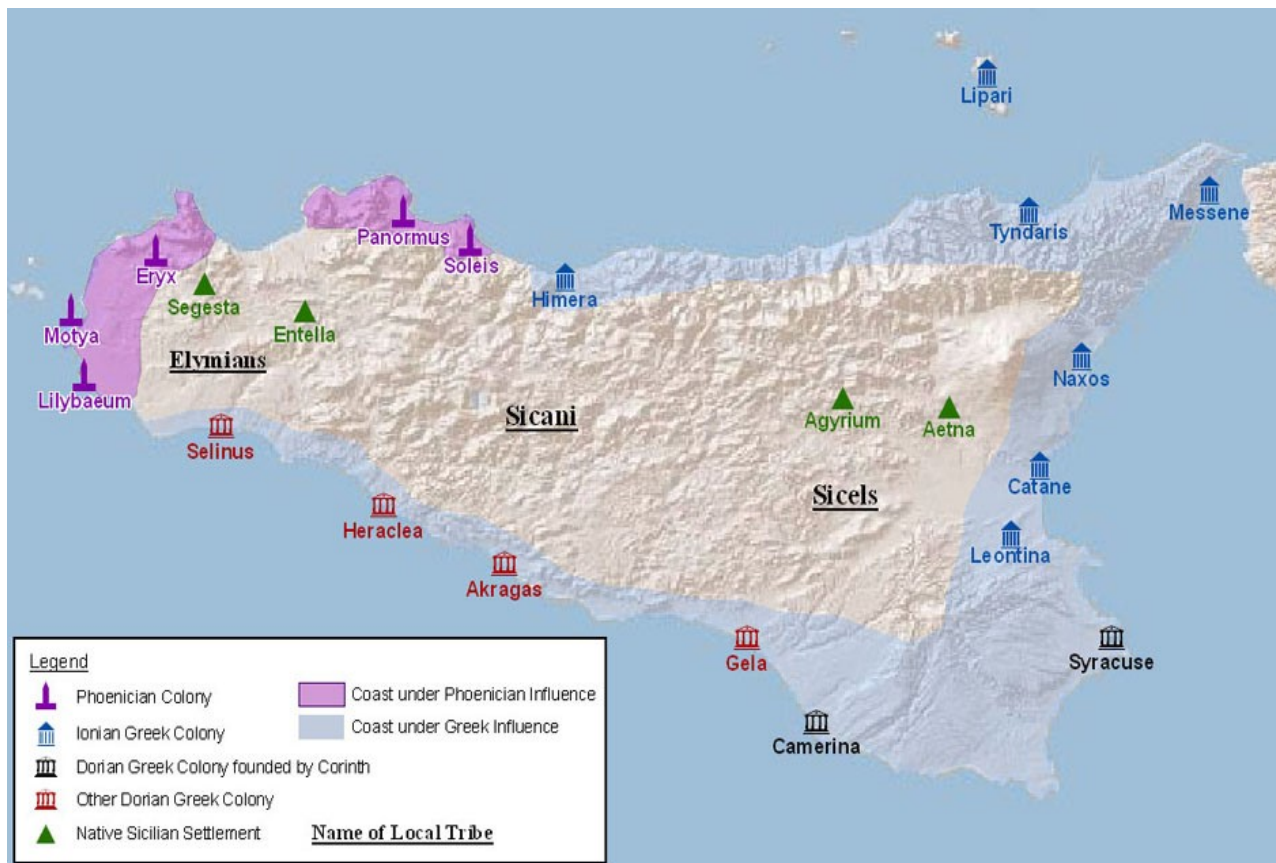 Lipari
Messene
Tyndaris
Panormus
Soleis
Eryx
Himera
Segesta
Entella
Motya
Elymians
Naxos
Lilybaeum
Sicani
Agyrium
Aetna
Selinus
Catane
Sicels
Heraclea
Leontina
Akragas
Gela
Syracuse
Camerina
Legend
Phoenician Colony
Ionian Greek Colony
Dorian Greek Colony founded by Corinth
Other Dorian Greek Colony
Native Sicilian Settlement
Coast under Phoenician Influence
Coast under Greek Influence
Name of Local Tribe